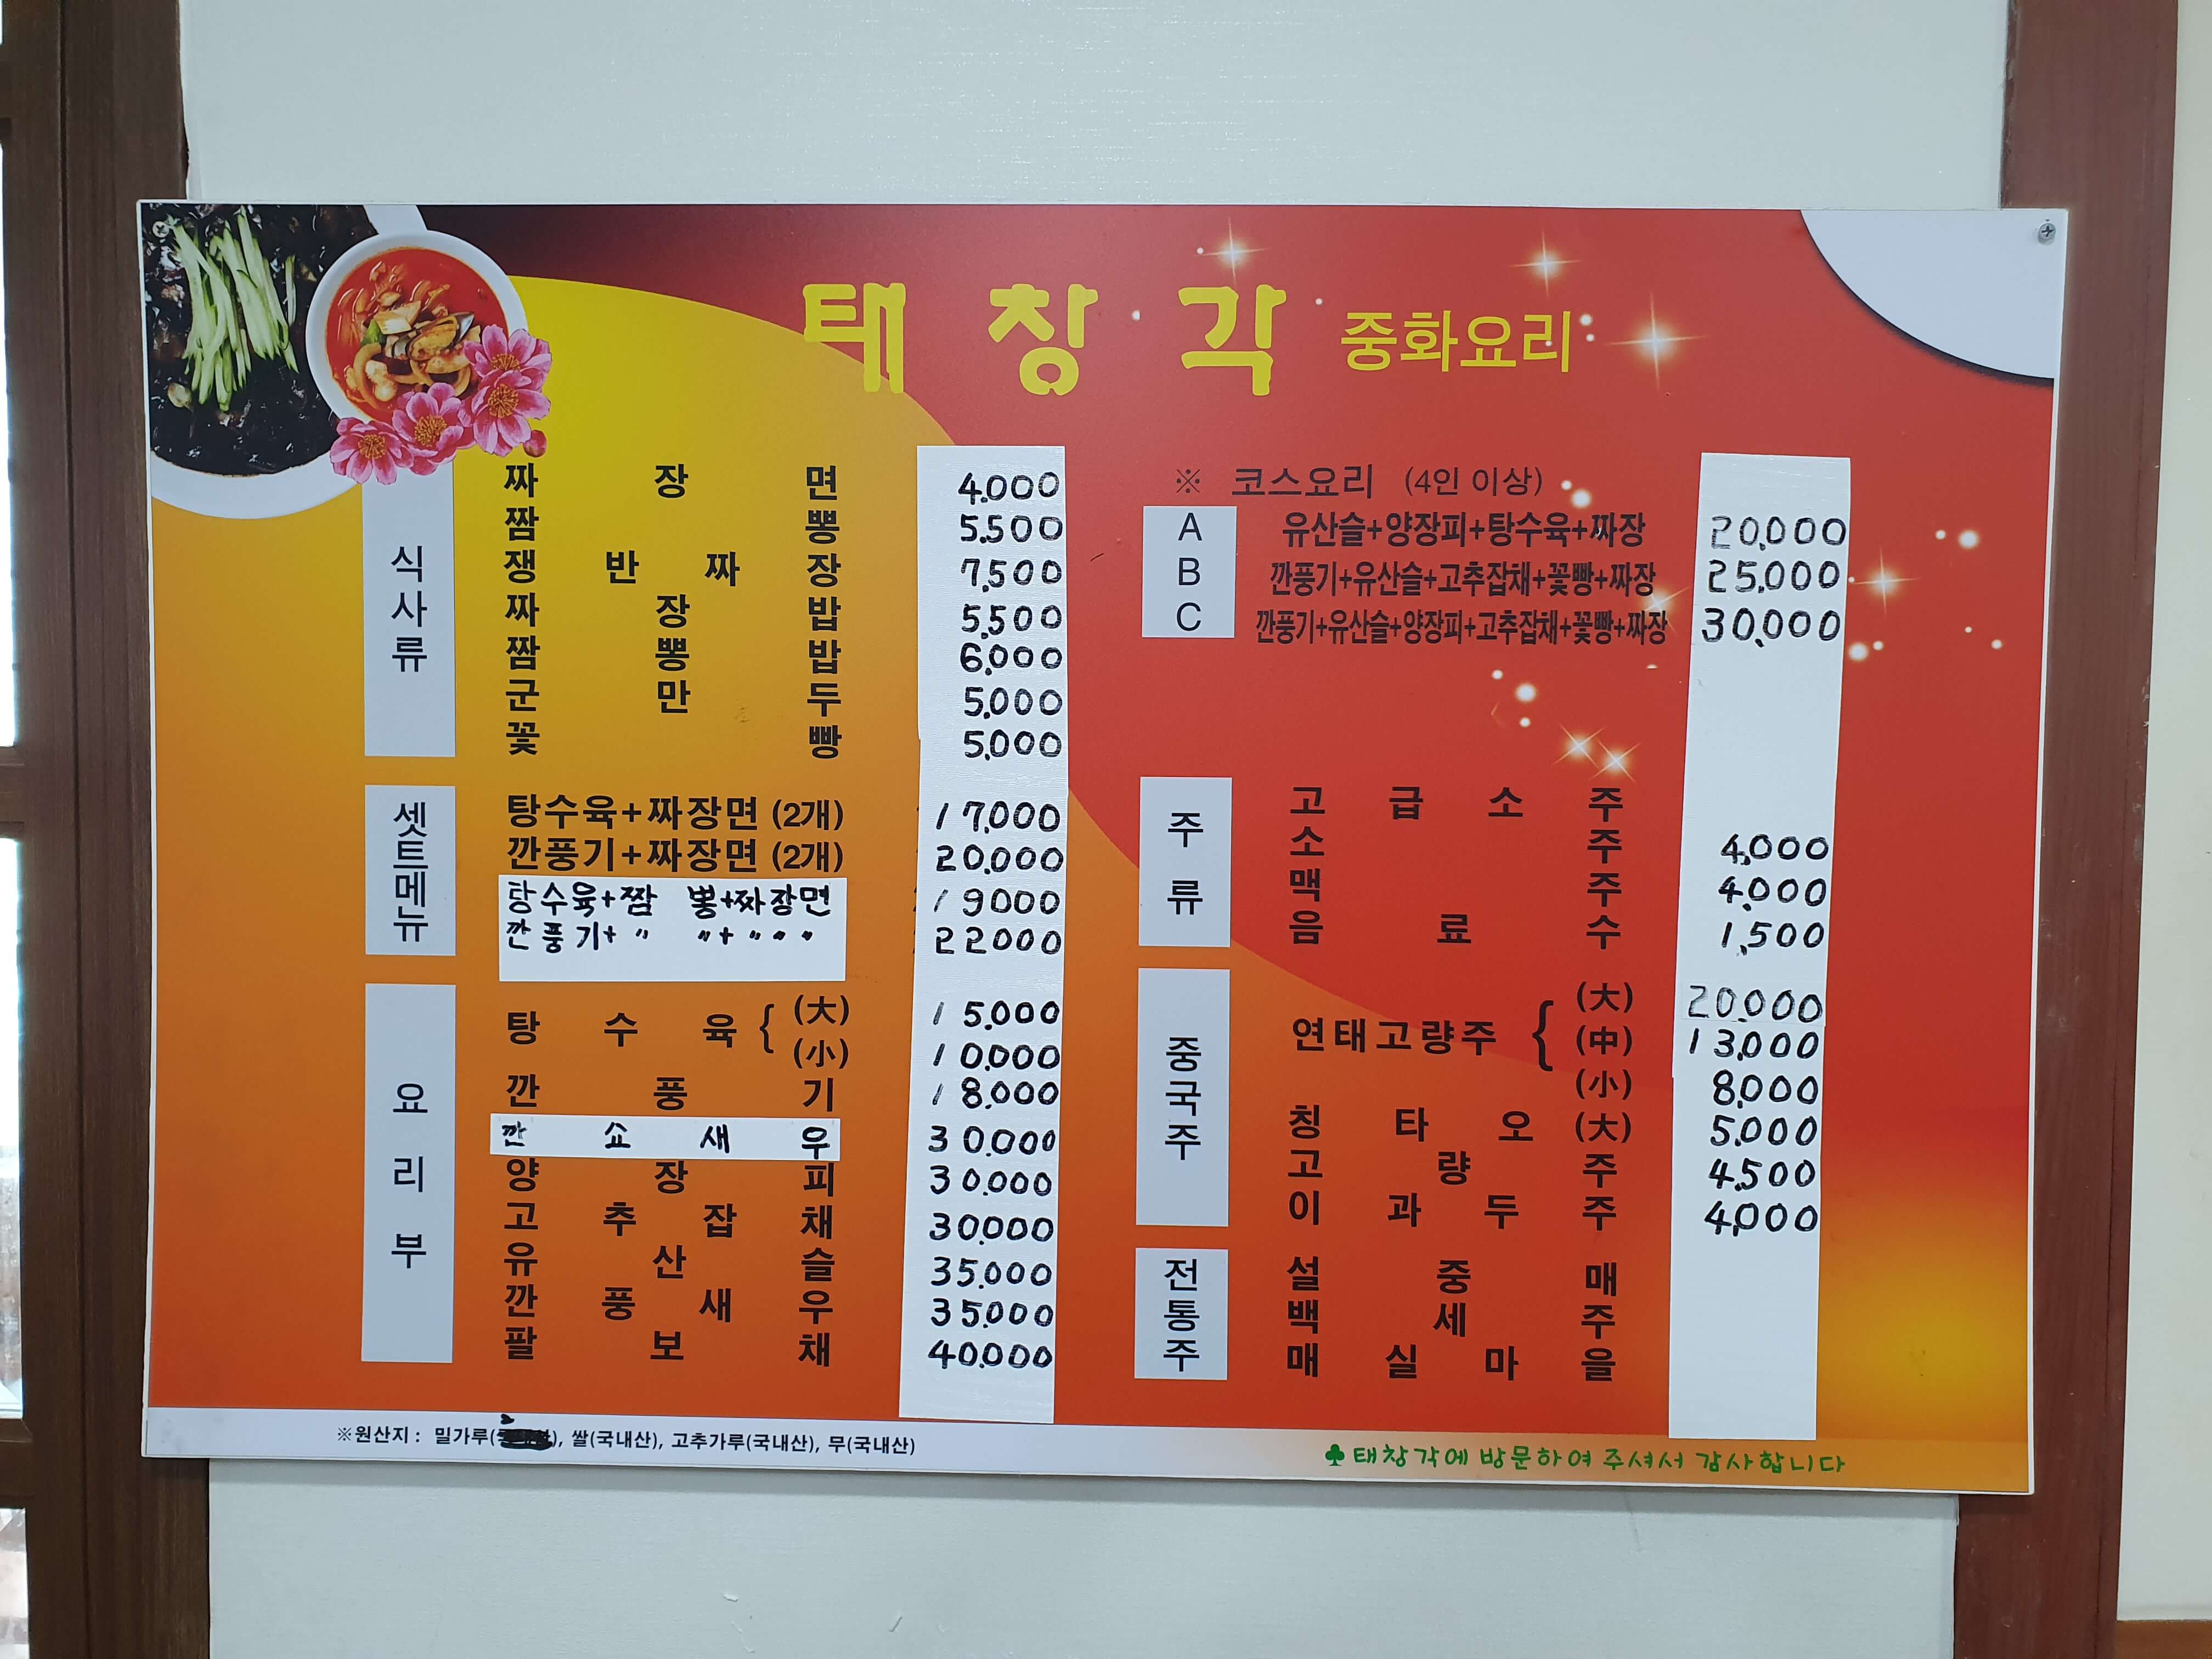 태창각 중화요리
식사류
짜장면 4.000
짬뽕 5.500
쟁반짜장 7.500
짜장밥 5.500
짬뽕밥 6.000
군만두 5.000
꽃빵 5.000
셋트메뉴
탕수육+짜장면 (2개) 17.000
깐풍기+짜장면 (2개) 20.000
탕수육+짬뽕+짜장면 19000
깐풍기+ 〃 〃+〃〃〃 22000
요리부
탕수육 { (大) 15.000
(小) 10.000
깐풍기 18.000
깐쇼새우 30.000
양장피 30.000
고추잡채 30.000
유산슬 35.000
깐풍새우 35.000
팔보채 40.000
※ 코스요리 (4인 이상)
A 유산슬+양장피+탕수육+짜장 20.000
B 깐풍기+유산슬+고추잡채+꽃빵+짜장 25.000
C 깐풍기+유산슬+양장피+고추잡채+꽃빵+짜장 30.000
주류
고급소주
소주 4.000
맥주 4.000
음료수 1.500
중국주
연태고량주 { (大) 20.000
(中) 13.000
(小) 8.000
칭타오 (大) 5.000
고량주 4.500
이과두주 4.000
전통주
설중매
백세주
매실마을
※원산지 : 밀가루( ), 쌀(국내산), 고추가루(국내산), 무(국내산)
♣ 태창각에 방문하여 주셔서 감사합니다